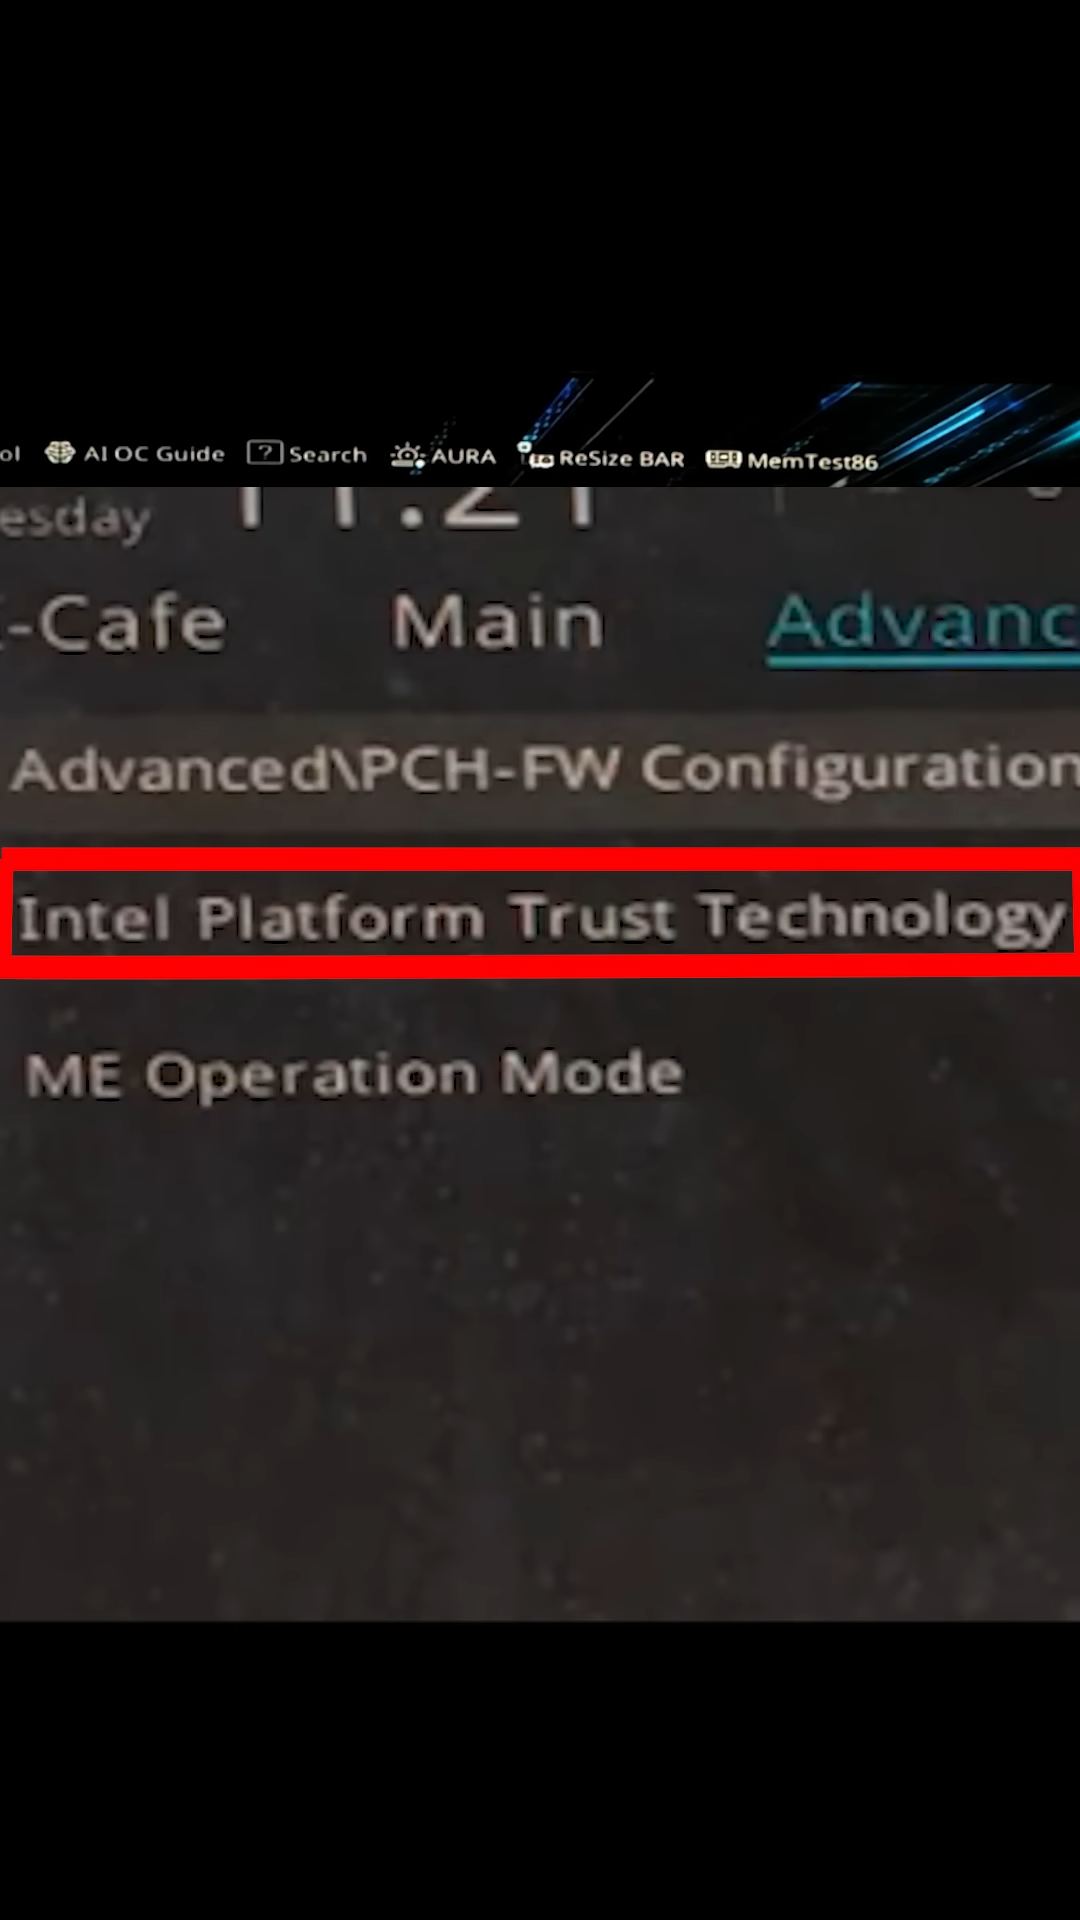 AI OC Guide ? Search AURA ReSize BAR MemTest86
-Cafe Main Advanc
Advanced\PCH-FW Configuration
Intel Platform Trust Technology
ME Operation Mode